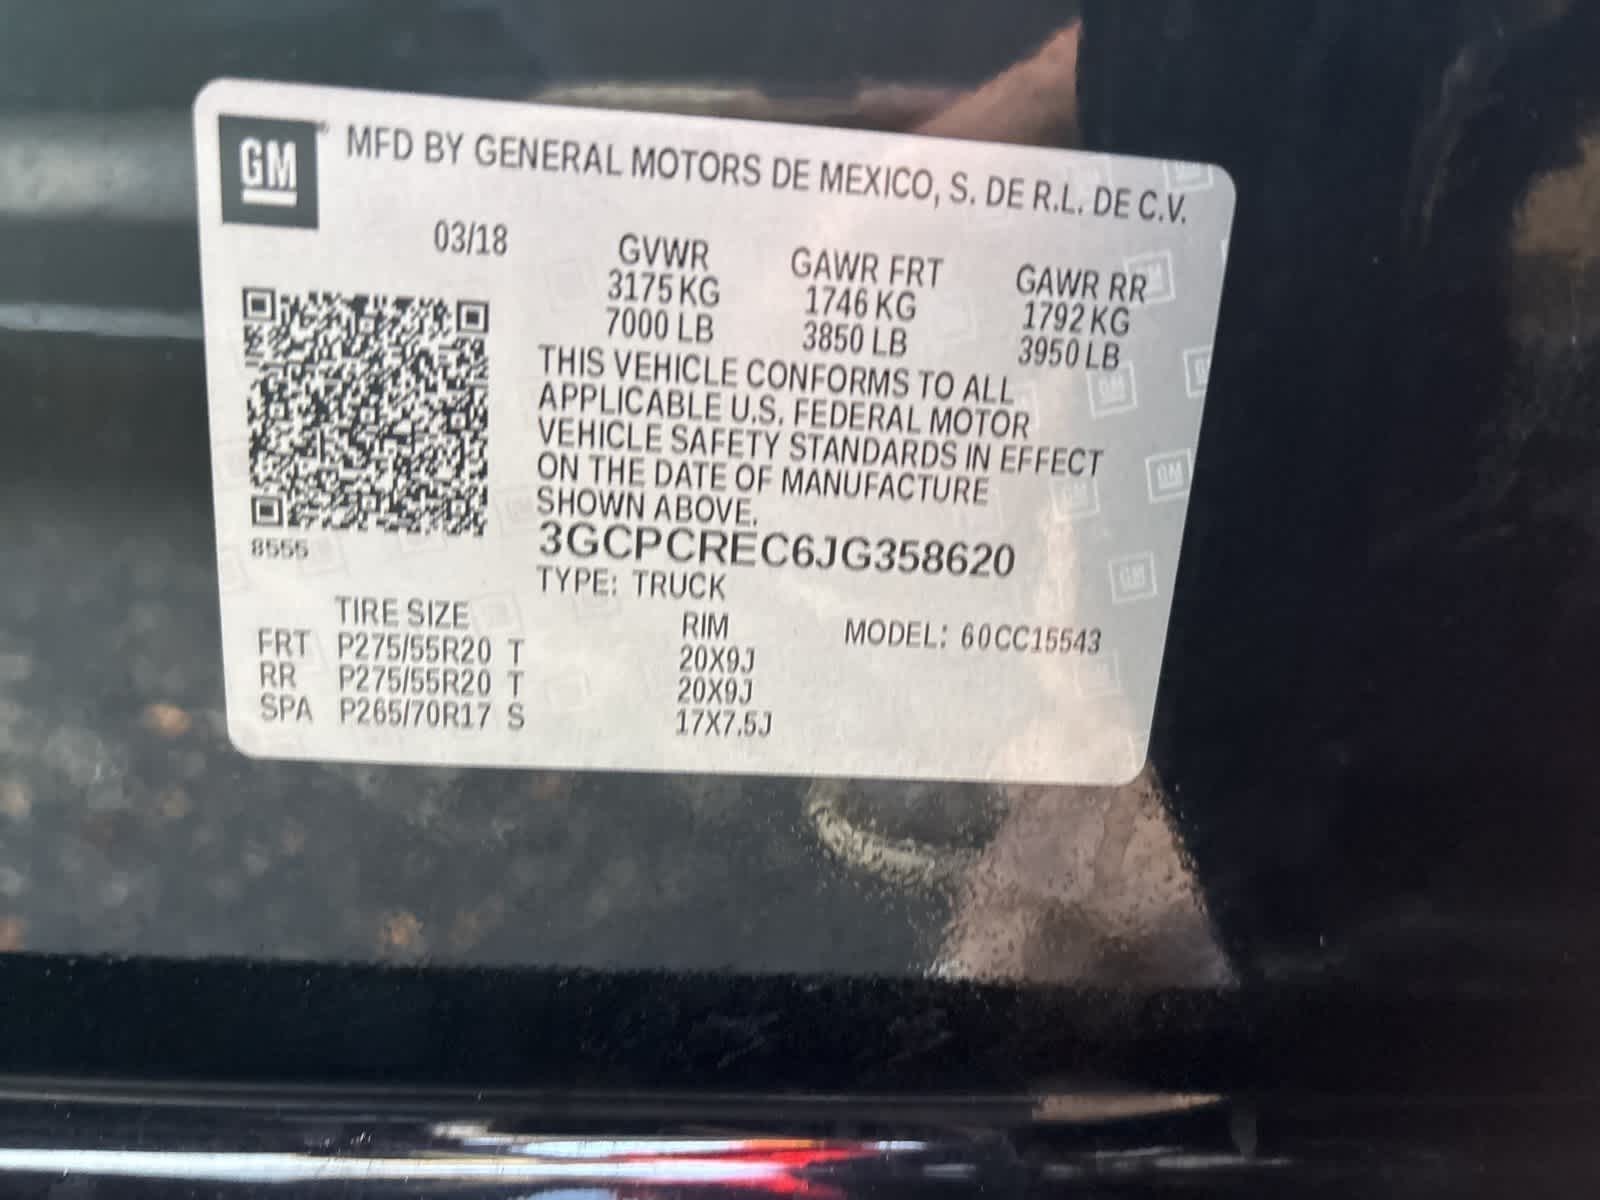 GM
MFD BY GENERAL MOTORS DE MEXICO, S. DE R.L. DE C.V.
03/18
GVWR GAWR FRT GAWR RR
3175 KG 1746 KG 1792 KG
7000 LB 3850 LB 3950 LB
THIS VEHICLE CONFORMS TO ALL
APPLICABLE U.S. FEDERAL MOTOR
VEHICLE SAFETY STANDARDS IN EFFECT
ON THE DATE OF MANUFACTURE
SHOWN ABOVE.
8555
3GCPCREC6JG358620
TYPE: TRUCK
TIRE SIZE RIM MODEL: 60CC15543
FRT P275/55R20 T 20X9J
RR P275/55R20 T 20X9J
SPA P265/70R17 S 17X7.5J